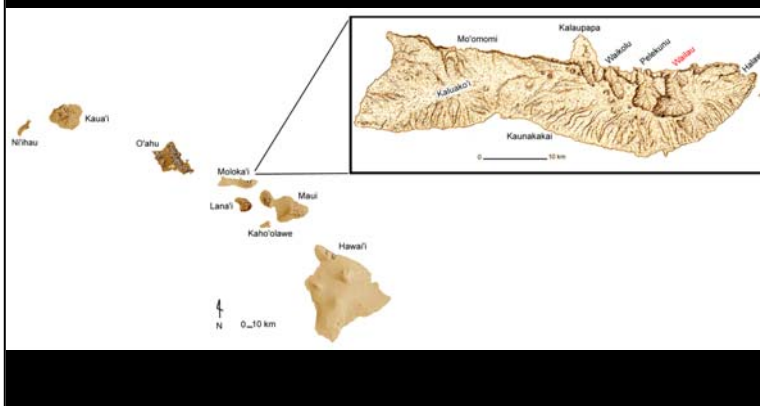 Ni'ihau
Kaua'i
O'ahu
Moloka'i
Lana'i
Maui
Kaho'olawe
Hawai'i
N
0 10 km
Mo'omomi
Kalaupapa
Waikolu
Pelekunu
Wailau
Kaluako'i
Kaunakakai
0 10 km